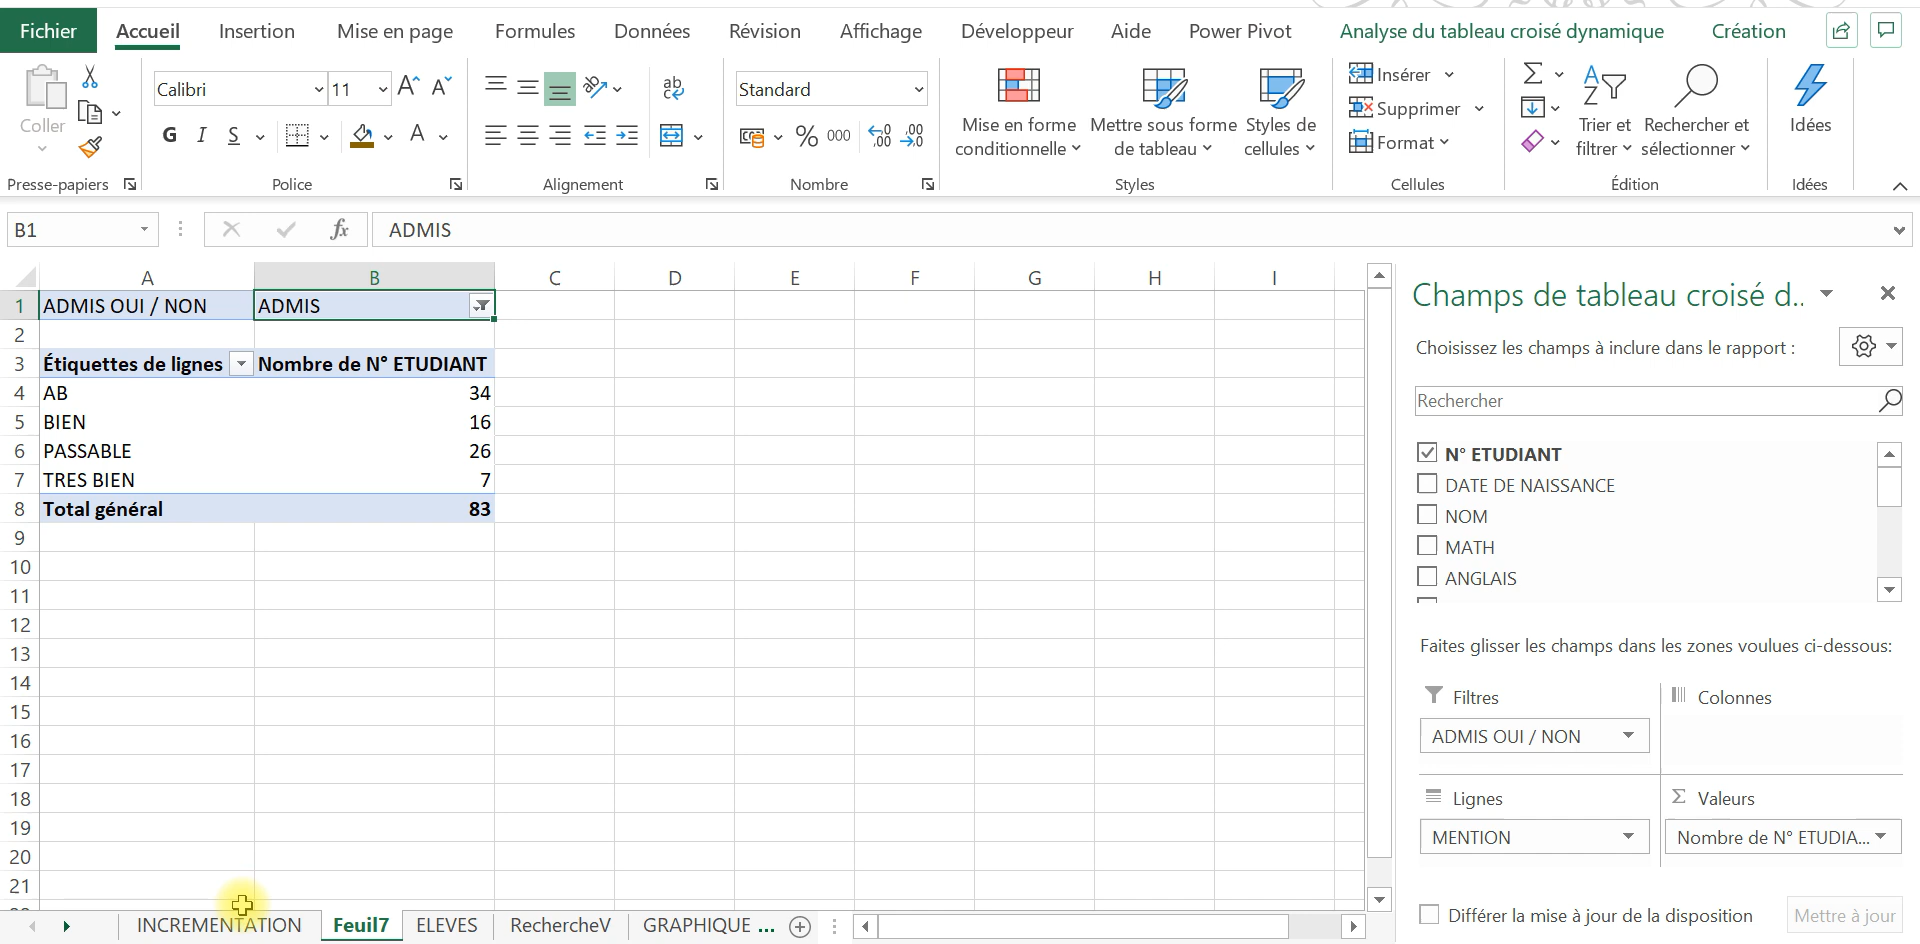 Fichier Accueil Insertion Mise en page Formules Données Révision Affichage Développeur Aide Power Pivot Analyse du tableau croisé dynamique Création
Coller
Presse-papiers
Calibri 11
G I S A
Police
ab
Alignement
Standard
% 000
Nombre
Mise en forme conditionnelle
Mettre sous forme de tableau
Styles de cellules
Styles
Insérer
Supprimer
Format
Cellules
Trier et filtrer
Rechercher et sélectionner
Édition
Idées
Idées
B1 fx ADMIS
A B C D E F G H I
1 ADMIS OUI / NON ADMIS
2
3 Étiquettes de lignes Nombre de N° ETUDIANT
4 AB 34
5 BIEN 16
6 PASSABLE 26
7 TRES BIEN 7
8 Total général 83
9
10
11
12
13
14
15
16
17
18
19
20
21
INCREMENTATION Feuil7 ELEVES RechercheV GRAPHIQUE ...
Champs de tableau croisé d..
Choisissez les champs à inclure dans le rapport :
Rechercher
N° ETUDIANT
DATE DE NAISSANCE
NOM
MATH
ANGLAIS
Faites glisser les champs dans les zones voulues ci-dessous:
Filtres Colonnes
ADMIS OUI / NON
Lignes Σ Valeurs
MENTION Nombre de N° ETUDIA...
Différer la mise à jour de la disposition Mettre à jour